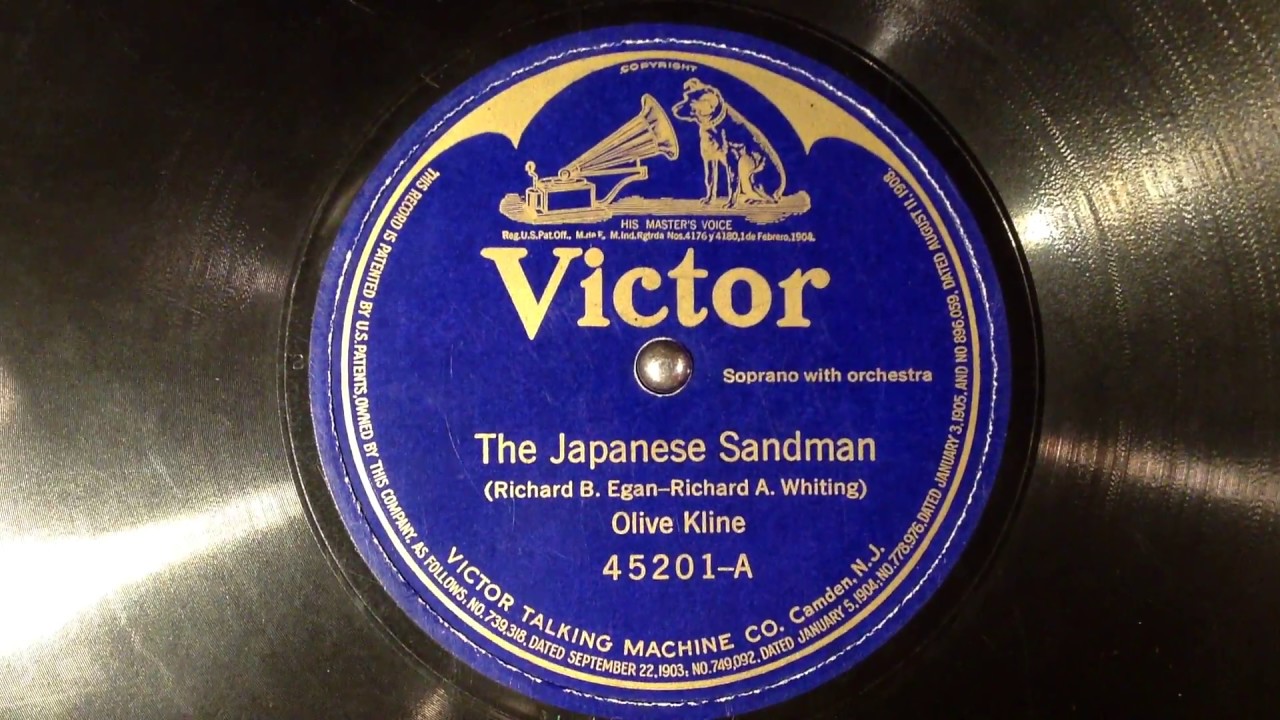 COPYRIGHT
HIS MASTER'S VOICE
Reg.U.S.Pat.Off., M.de F. M.Ind.Rgtrda Nos.4176 y 4180,1de Febrero,1908.
Victor
Soprano with orchestra
The Japanese Sandman
(Richard B. Egan–Richard A. Whiting)
Olive Kline
45201–A
VICTOR TALKING MACHINE CO. Camden, N.J.
THIS RECORD IS PATENTED BY U.S. PATENTS, OWNED BY THIS COMPANY, AS FOLLOWS, NO. 739,318, DATED SEPTEMBER 22,1903; NO.749,092, DATED JANUARY 5,1904; NO.778,976, DATED JANUARY 3,1905, AND NO 896,059, DATED AUGUST 11, 1908.